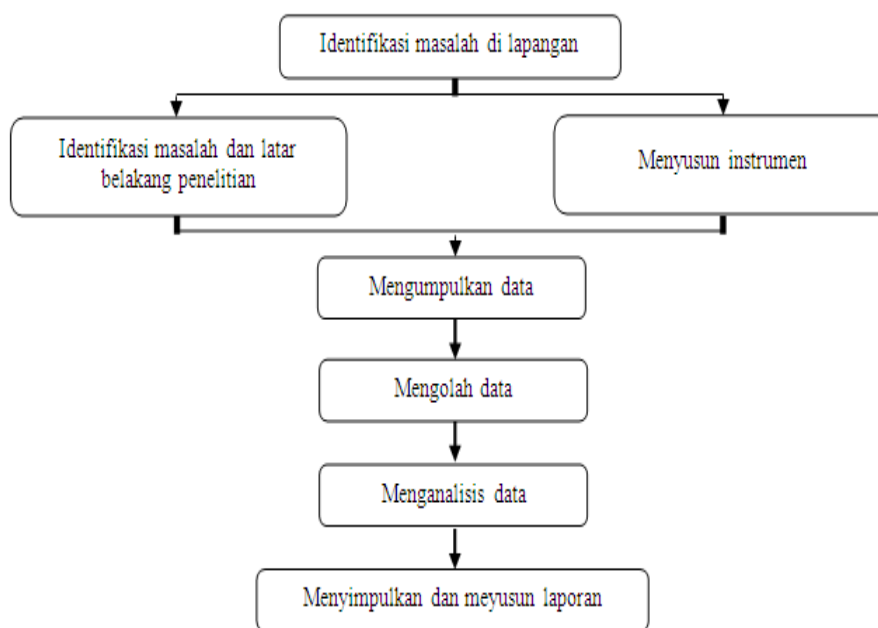 Identifikasi masalah di lapangan
Identifikasi masalah dan latar
belakang penelitian
Menyusun instrumen
Mengumpulkan data
Mengolah data
Menganalisis data
Menyimpulkan dan meyusun laporan